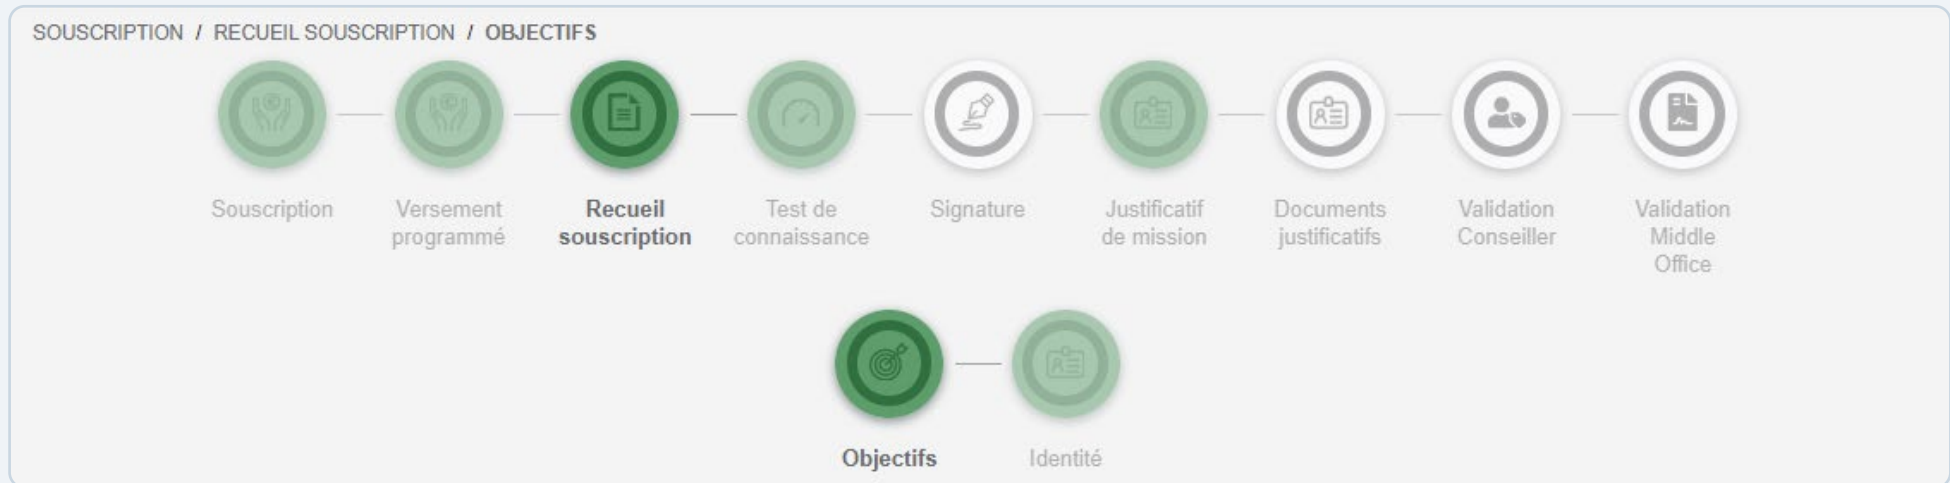 SOUSCRIPTION / RECUEIL SOUSCRIPTION / OBJECTIFS
Souscription
Versement
programmé
Recueil
souscription
Test de
connaissance
Signature
Justificatif
de mission
Documents
justificatifs
Validation
Conseiller
Validation
Middle
Office
Objectifs
Identité